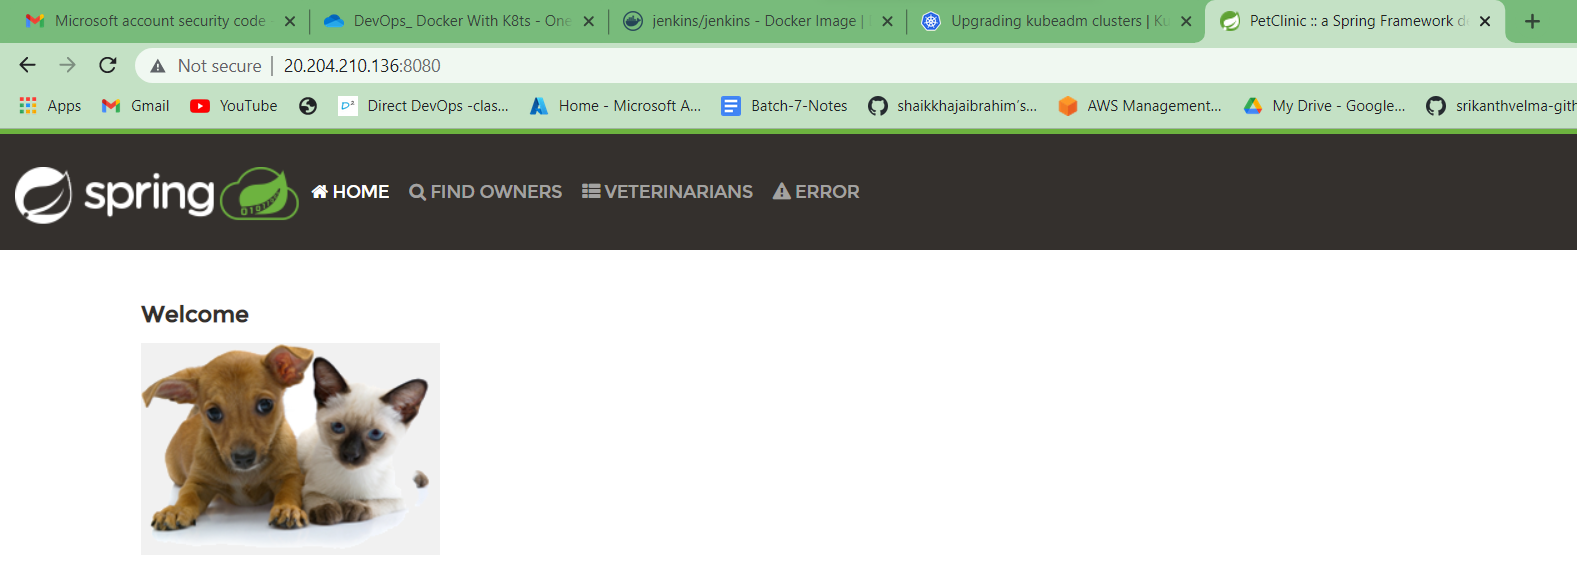 Microsoft account security code - DevOps_ Docker With K8ts - One jenkins/jenkins - Docker Image | Upgrading kubeadm clusters | Ku PetClinic :: a Spring Framework d
Not secure | 20.204.210.136:8080
Apps Gmail YouTube Direct DevOps -clas... Home - Microsoft A... Batch-7-Notes shaikkhajaibrahim's... AWS Management... My Drive - Google... srikanthvelma-gith
spring HOME FIND OWNERS VETERINARIANS ERROR
Welcome